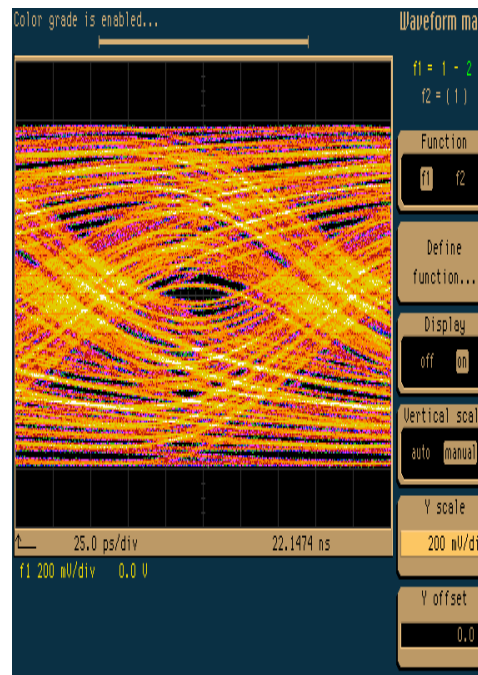 Color grade is enabled...
Waveform ma
f1 = 1 - 2
f2 = ( 1 )
Function
f1 f2
Define
function...
Display
off on
Vertical scal
auto manual
Y scale
200 mV/di
Y offset
0.0
25.0 ps/div 22.1474 ns
f1 200 mV/div 0.0 V